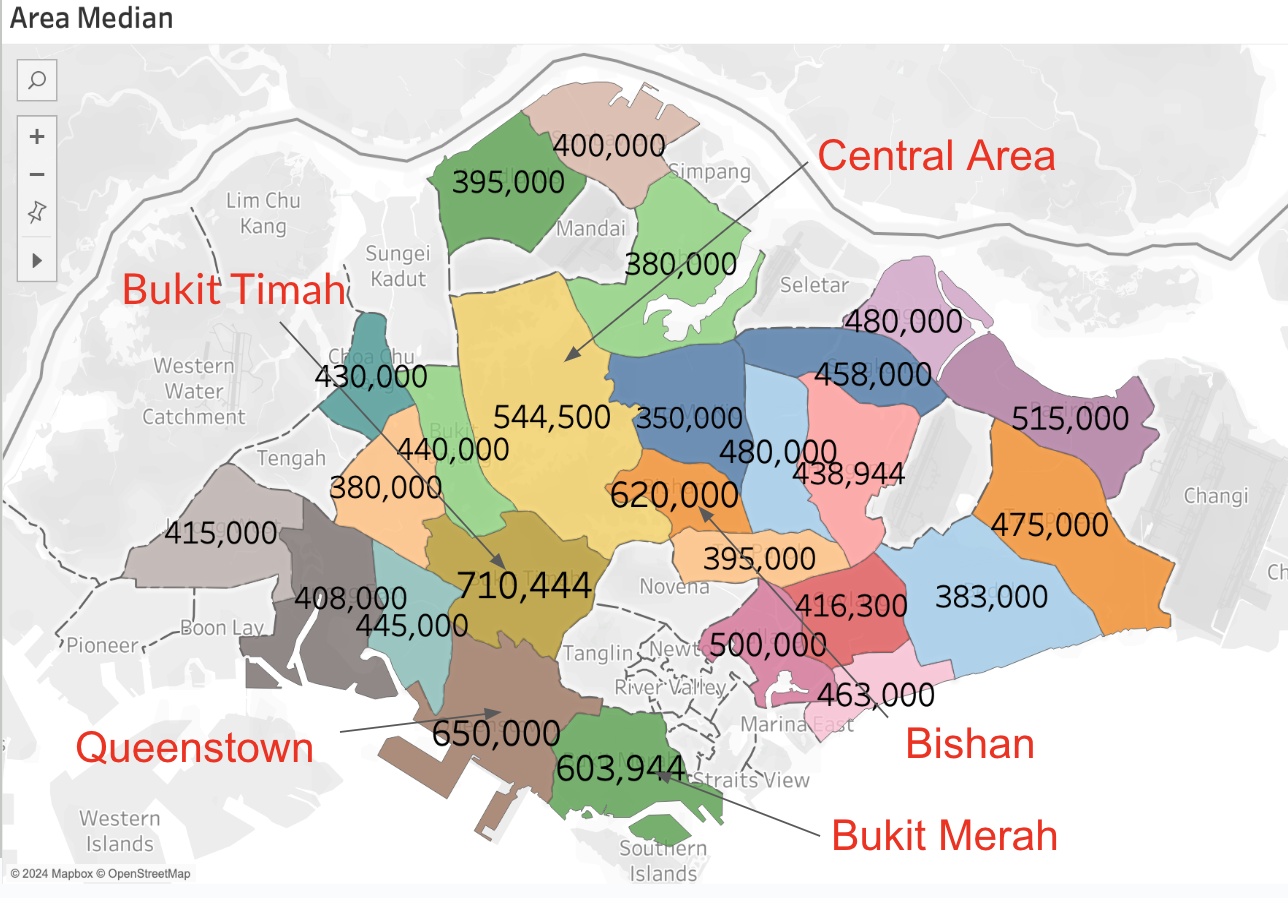 Area Median
400,000
Simpang
Central Area
395,000
Lim Chu
Kang
Mandai
Sungei
Kadut
380,000
Seletar
Bukit Timah
480,000
Choa Chu
430,000
Western
Water
Catchment
458,000
544,500
350,000
515,000
440,000
480,000
Tengah
438,944
380,000
620,000
Changi
415,000
475,000
395,000
Ch
710,444
Novena
408,000
416,300
383,000
445,000
Boon Lay
Pioneer
500,000
Tanglin
Newto
River Valley
463,000
Marina East
650,000
Queenstown
Bishan
603,944
Straits View
Western
Islands
Bukit Merah
Southern
Islands
© 2024 Mapbox © OpenStreetMap